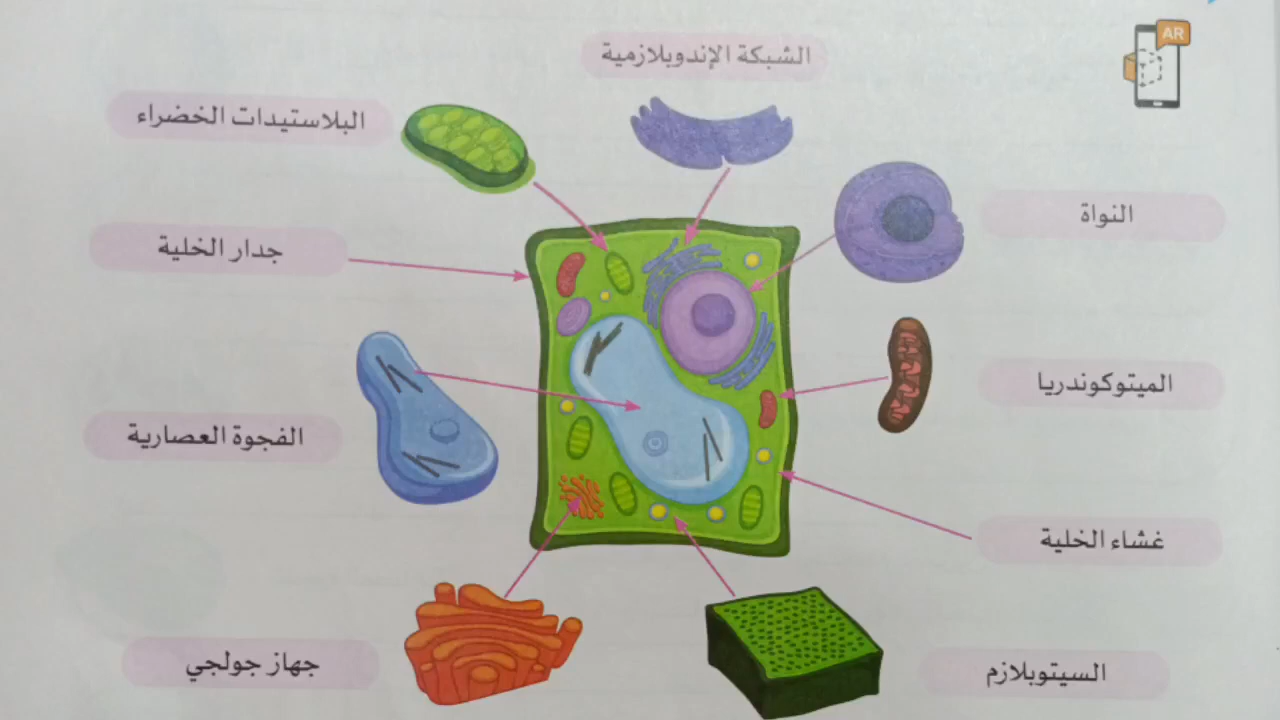 AR
الشبكة الإندوبلازمية
البلاستيدات الخضراء
النواة
جدار الخلية
الميتوكوندريا
الفجوة العصارية
غشاء الخلية
جهاز جولجي
السيتوبلازم